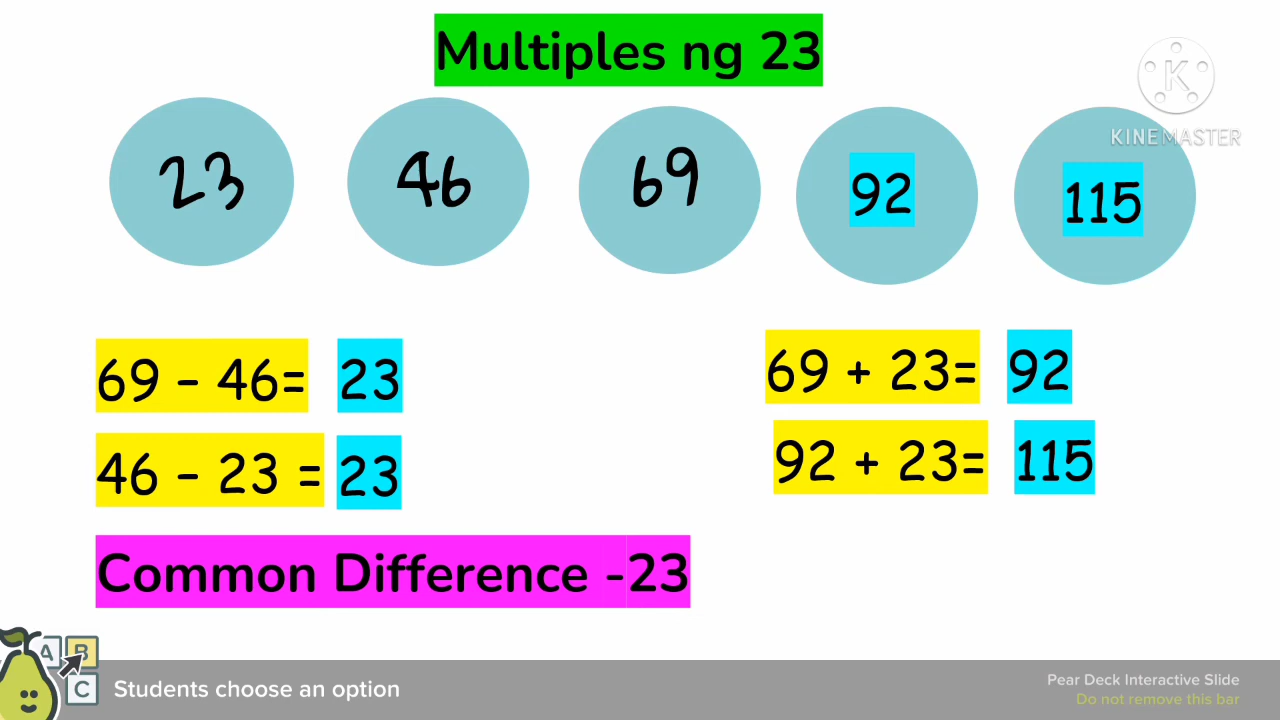 Multiples ng 23
K
KINEMASTER
23 46 69 92 115
69 - 46= 23
46 - 23 = 23
69 + 23= 92
92 + 23= 115
Common Difference -23
A B
C
Students choose an option
Pear Deck Interactive Slide
Do not remove this bar